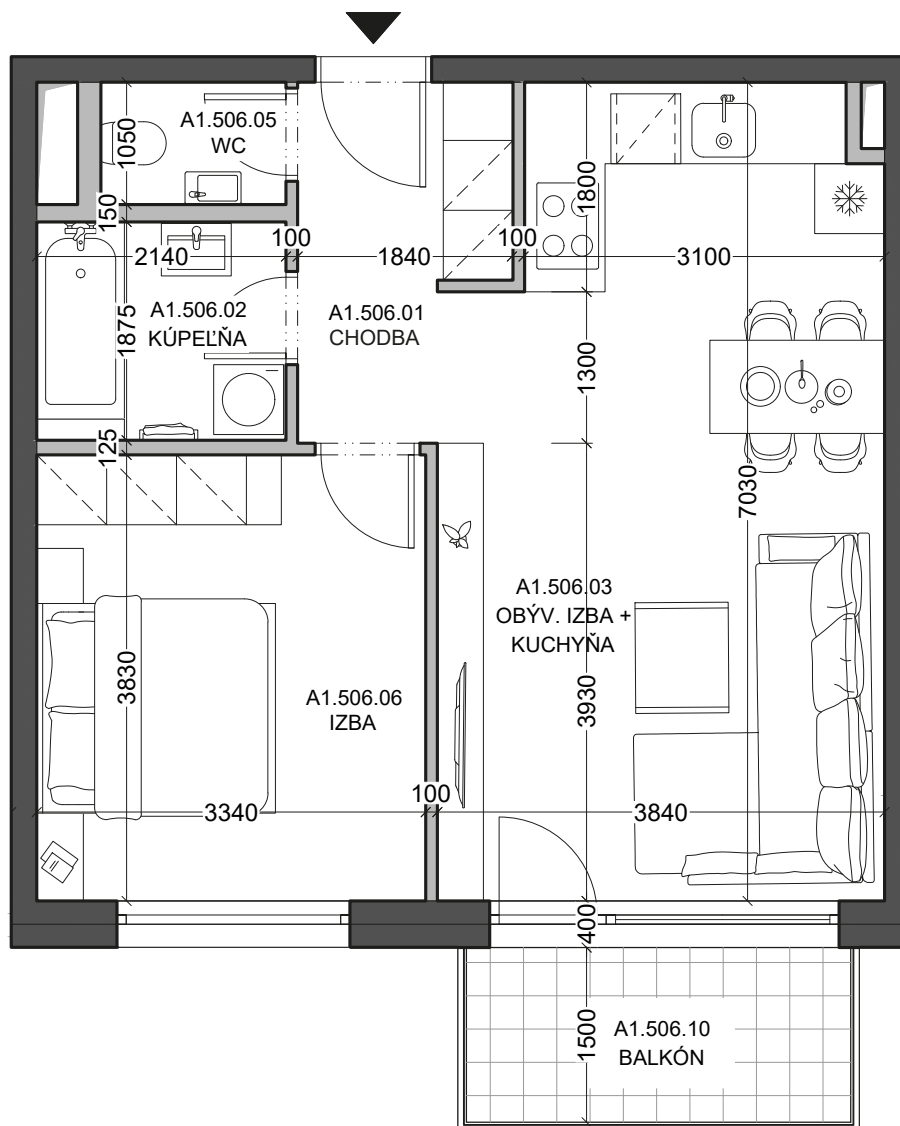 A1.506.05
WC
1050
150
1800
100
100
2140
1840
3100
A1.506.02
KÚPEĽŇA
1875
A1.506.01
CHODBA
1300
125
7030
A1.506.03
OBÝV. IZBA +
KUCHYŇA
3830
A1.506.06
IZBA
3930
100
3340
3840
400
1500
A1.506.10
BALKÓN